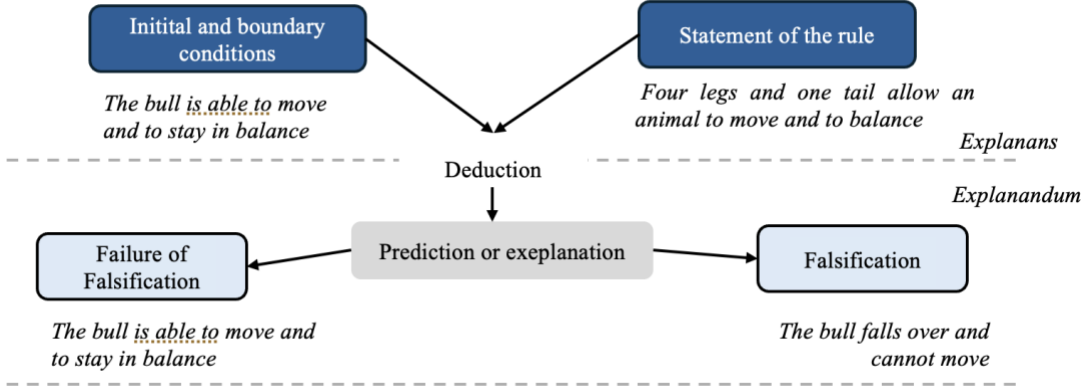 Initital and boundary
conditions
Statement of the rule
The bull is able to move
and to stay in balance
Four legs and one tail allow an
animal to move and to balance
Explanans
Deduction
Explanandum
Failure of
Falsification
Prediction or exeplanation
Falsification
The bull is able to move and
to stay in balance
The bull falls over and
cannot move